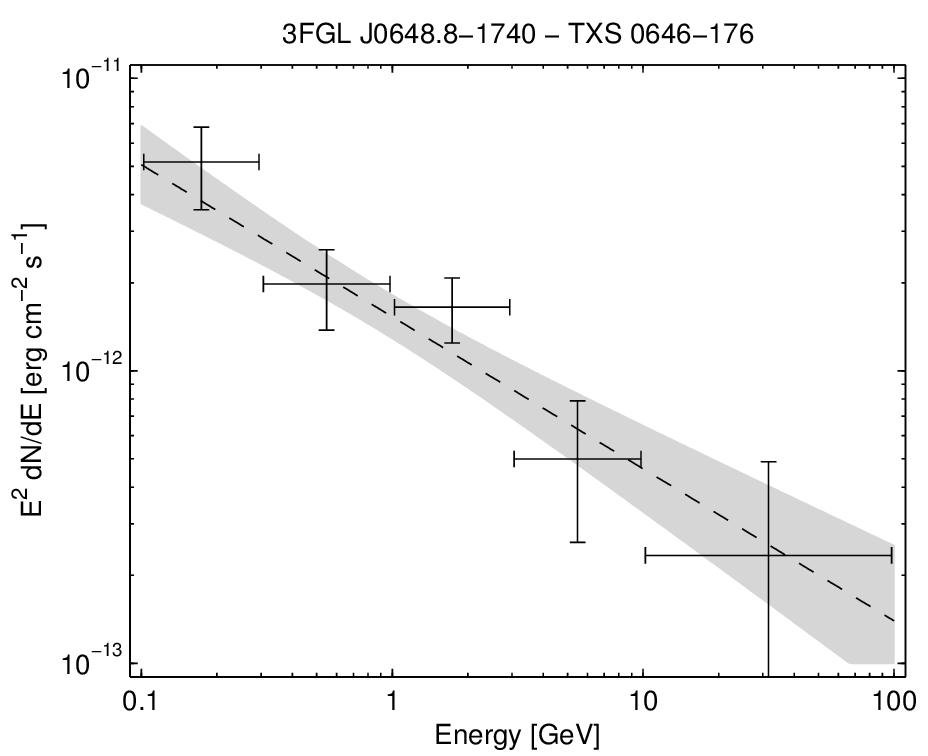 3FGL J0648.8−1740 − TXS 0646−176
E² dN/dE [erg cm⁻² s⁻¹]
10⁻¹¹
10⁻¹²
10⁻¹³
0.1 1 10 100
Energy [GeV]